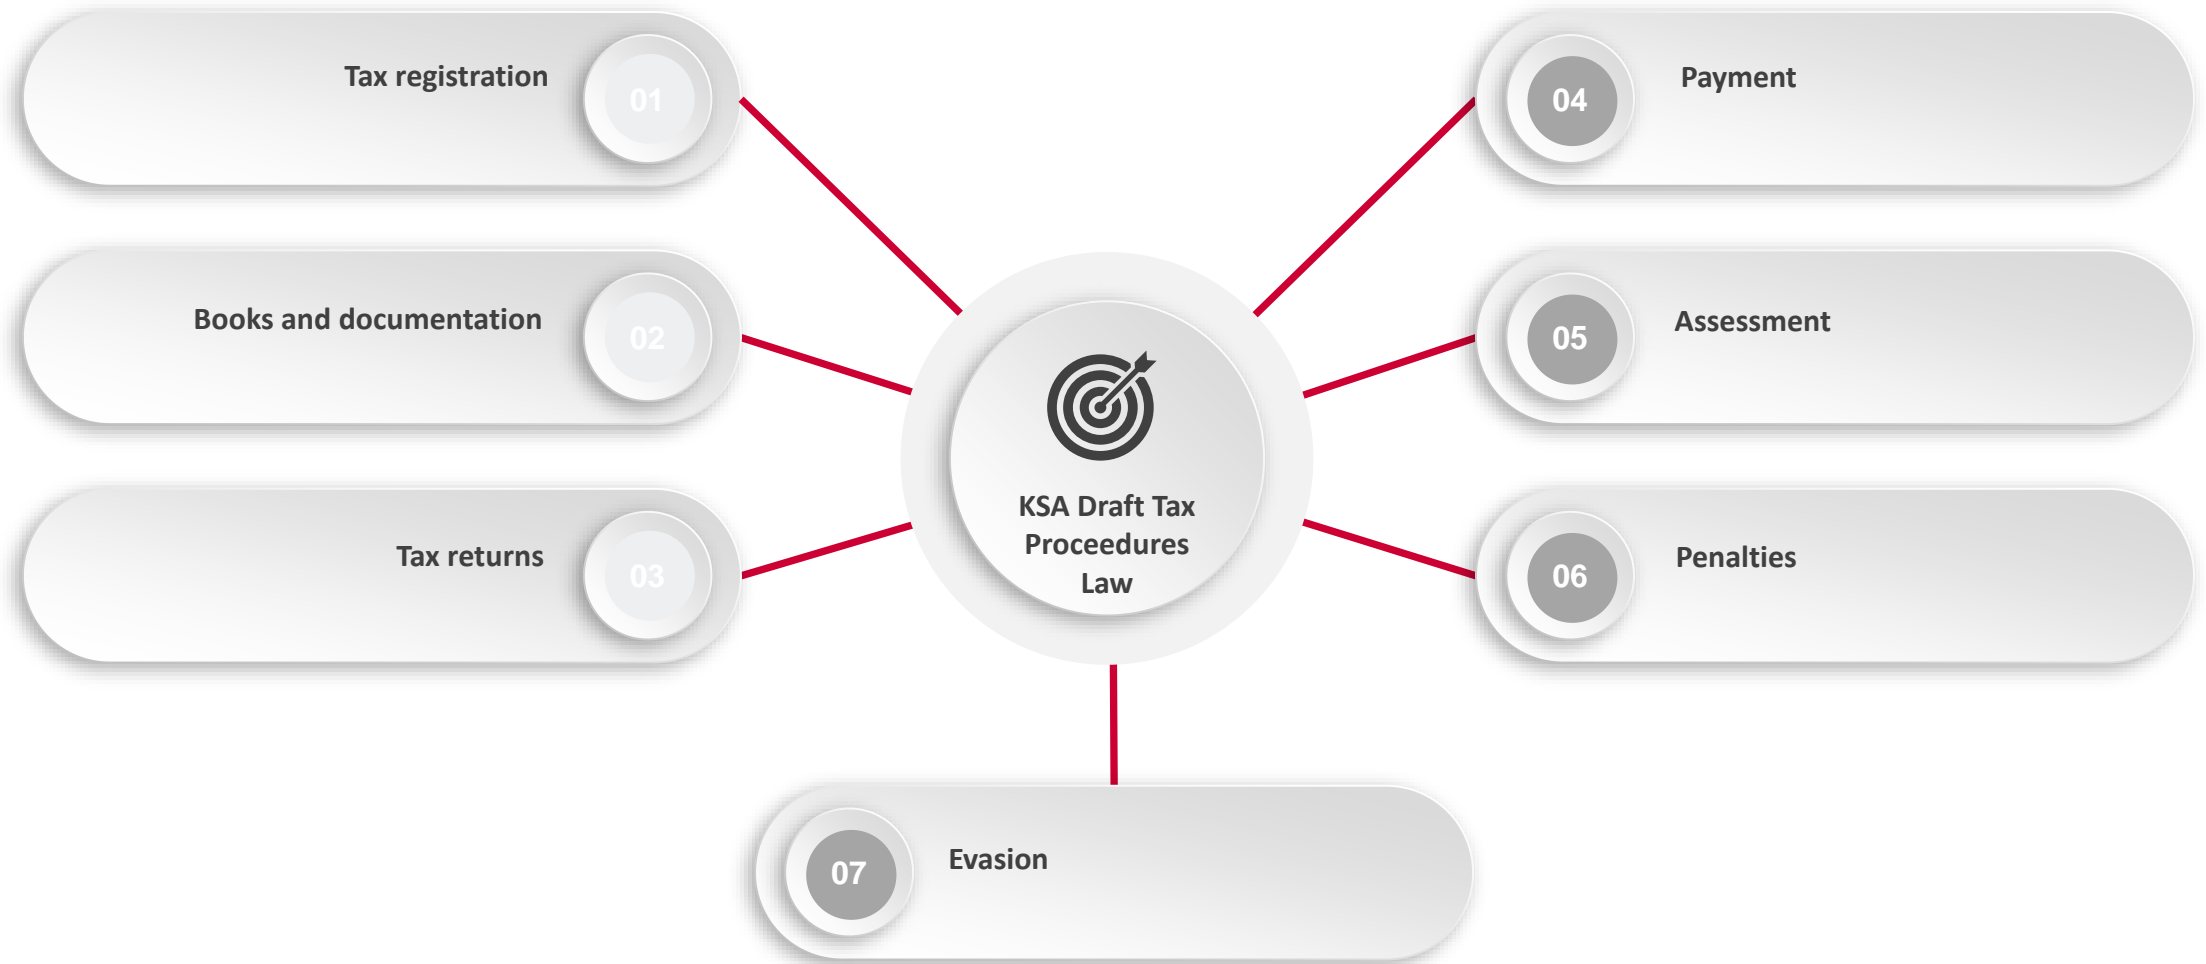 Tax registration
01
Books and documentation
02
Tax returns
03
KSA Draft Tax
Proceedures
Law
04
Payment
05
Assessment
06
Penalties
07
Evasion